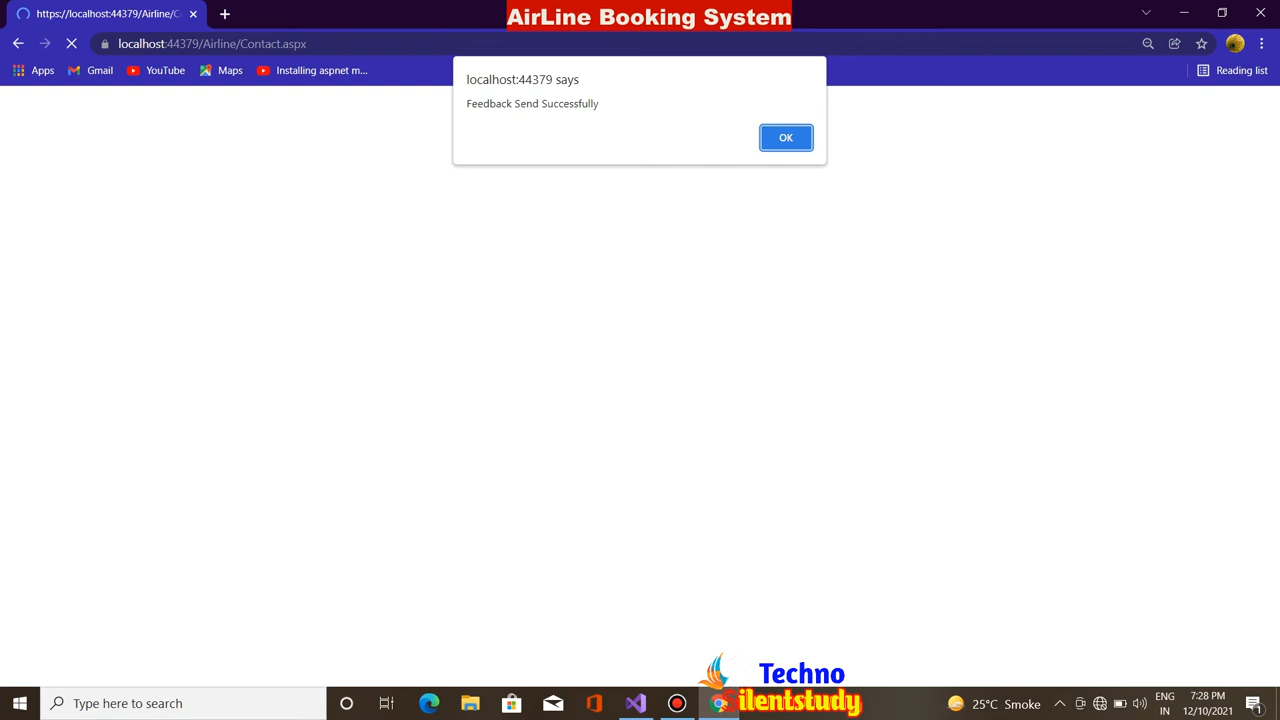 https://localhost:44379/Airline/C
AirLine Booking System
localhost:44379/Airline/Contact.aspx
Apps
Gmail
YouTube
Maps
Installing aspnet m...
Reading list
localhost:44379 says
Feedback Send Successfully
OK
Techno
Silentstudy
Type here to search
25°C Smoke
ENG
IN
7:28 PM
12/10/2021
1